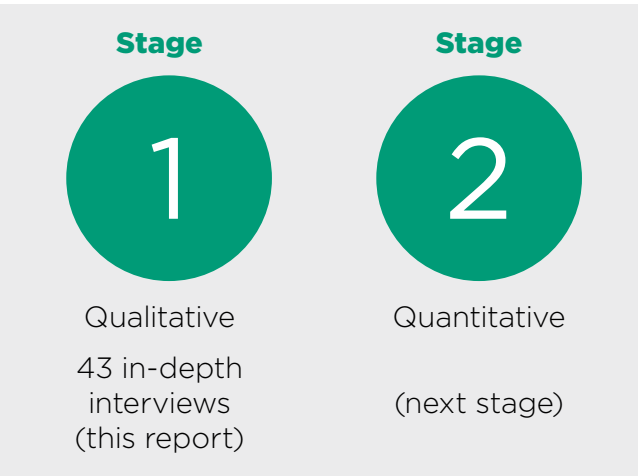 Stage
1
Qualitative
43 in-depth
interviews
(this report)
Stage
2
Quantitative
(next stage)